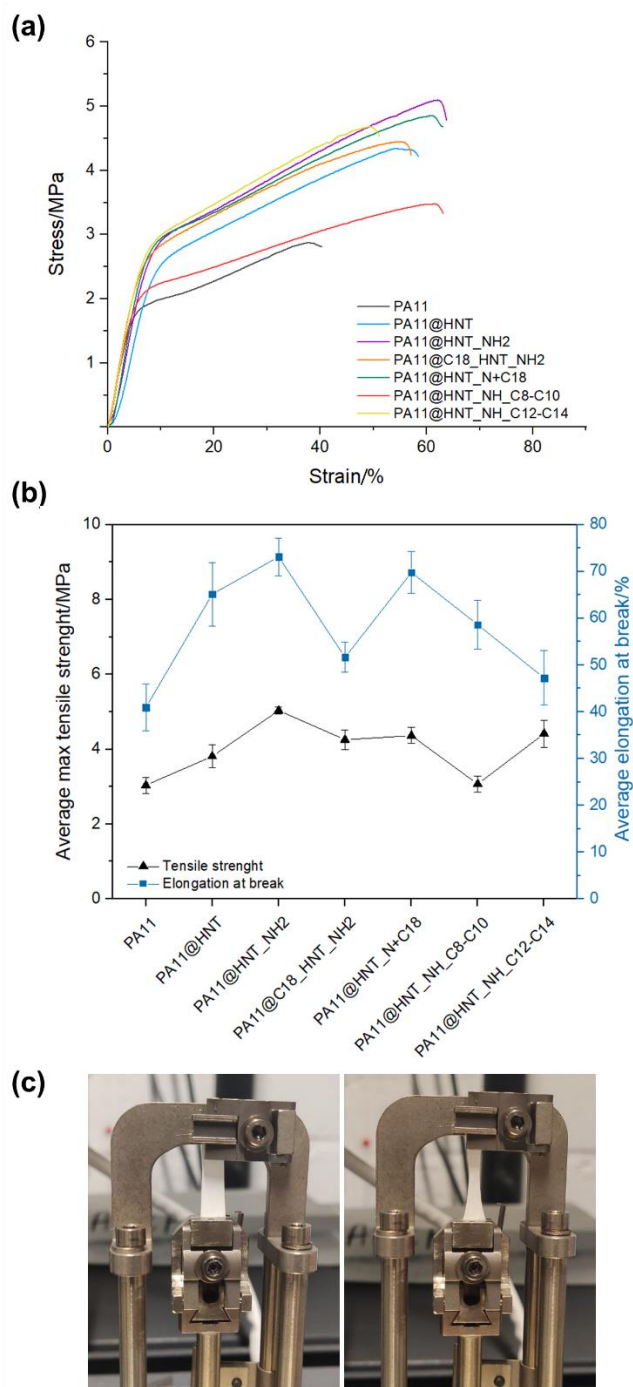 (a)
6
5
4
3
2
1
0
20
40
60
80
Stress/MPa
Strain/%
PA11
PA11@HNT
PA11@HNT_NH2
PA11@C18_HNT_NH2
PA11@HNT_N+C18
PA11@HNT_NH_C8-C10
PA11@HNT_NH_C12-C14
(b)
10
8
6
4
2
0
Average max tensile strenght/MPa
80
70
60
50
40
30
20
10
0
Average elongation at break/%
Tensile strenght
Elongation at break
PA11
PA11@HNT
PA11@HNT_NH2
PA11@C18_HNT_NH2
PA11@HNT_N+C18
PA11@HNT_NH_C8-C10
PA11@HNT_NH_C12-C14
(c)